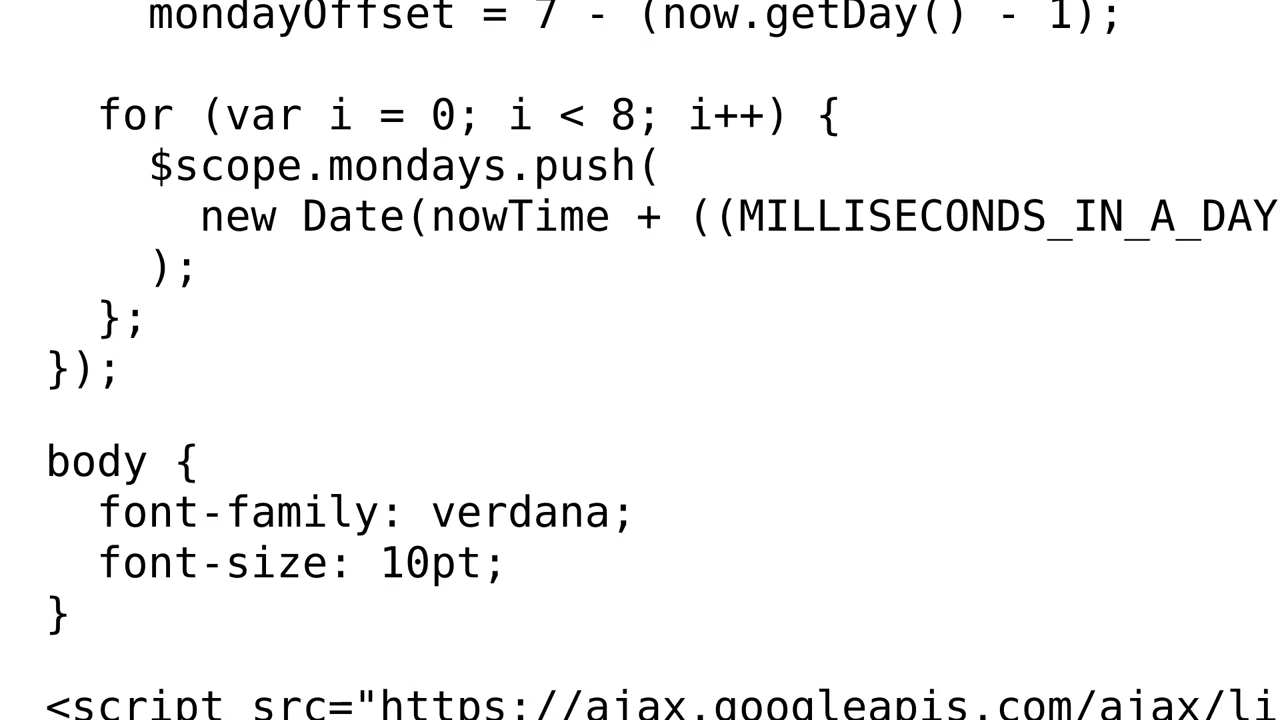 mondayOffset = 7 - (now.getDay() - 1);
for (var i = 0; i < 8; i++) {
$scope.mondays.push(
new Date(nowTime + ((MILLISECONDS_IN_A_DAY
);
};
});
body {
font-family: verdana;
font-size: 10pt;
}
<script src="https://ajax.googleapis.com/ajax/li